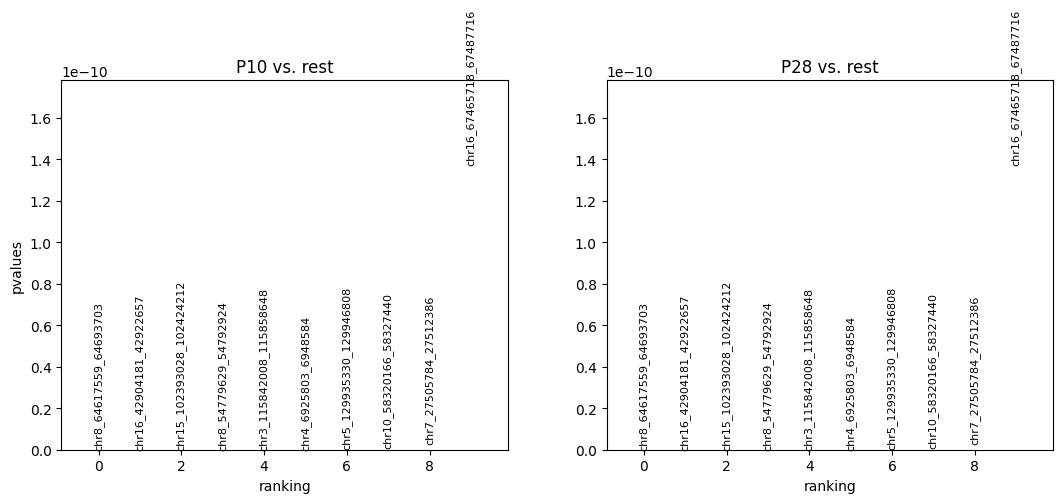 P10 vs. rest
1e−10
pvalues
1.6
1.4
1.2
1.0
0.8
0.6
0.4
0.2
0.0
chr8_64617559_64693703
chr16_42904181_42922657
chr15_102393028_102424212
chr8_54779629_54792924
chr3_115842008_115858648
chr4_6925803_6948584
chr5_129935330_129946808
chr10_58320166_58327440
chr7_27505784_27512386
chr16_67465718_67487716
0 2 4 6 8
ranking
P28 vs. rest
1e−10
1.6
1.4
1.2
1.0
0.8
0.6
0.4
0.2
0.0
chr8_64617559_64693703
chr16_42904181_42922657
chr15_102393028_102424212
chr8_54779629_54792924
chr3_115842008_115858648
chr4_6925803_6948584
chr5_129935330_129946808
chr10_58320166_58327440
chr7_27505784_27512386
chr16_67465718_67487716
0 2 4 6 8
ranking